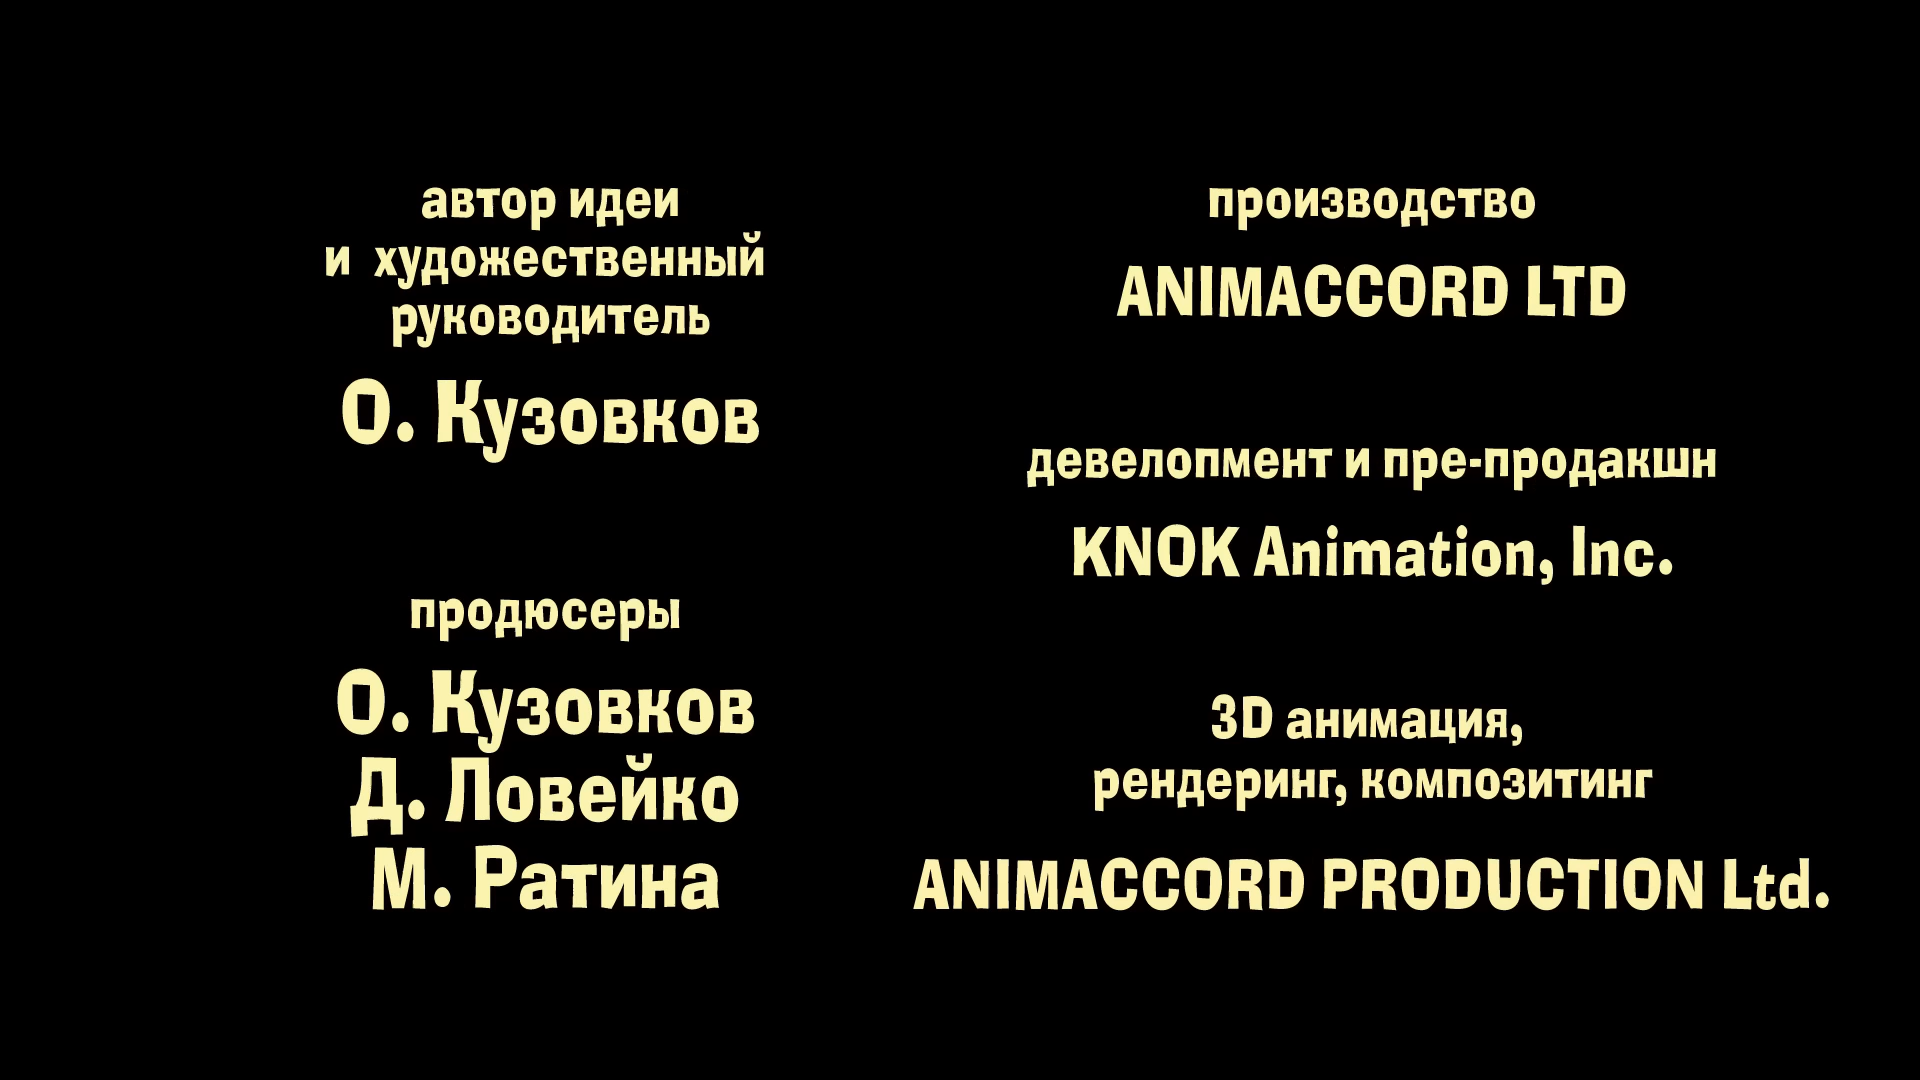 автор идеи
и художественный
руководитель
О. Кузовков
продюсеры
О. Кузовков
Д. Ловейко
М. Ратина
производство
ANIMACCORD LTD
девелопмент и пре-продакшн
KNOK Animation, Inc.
3D анимация,
рендеринг, композитинг
ANIMACCORD PRODUCTION Ltd.